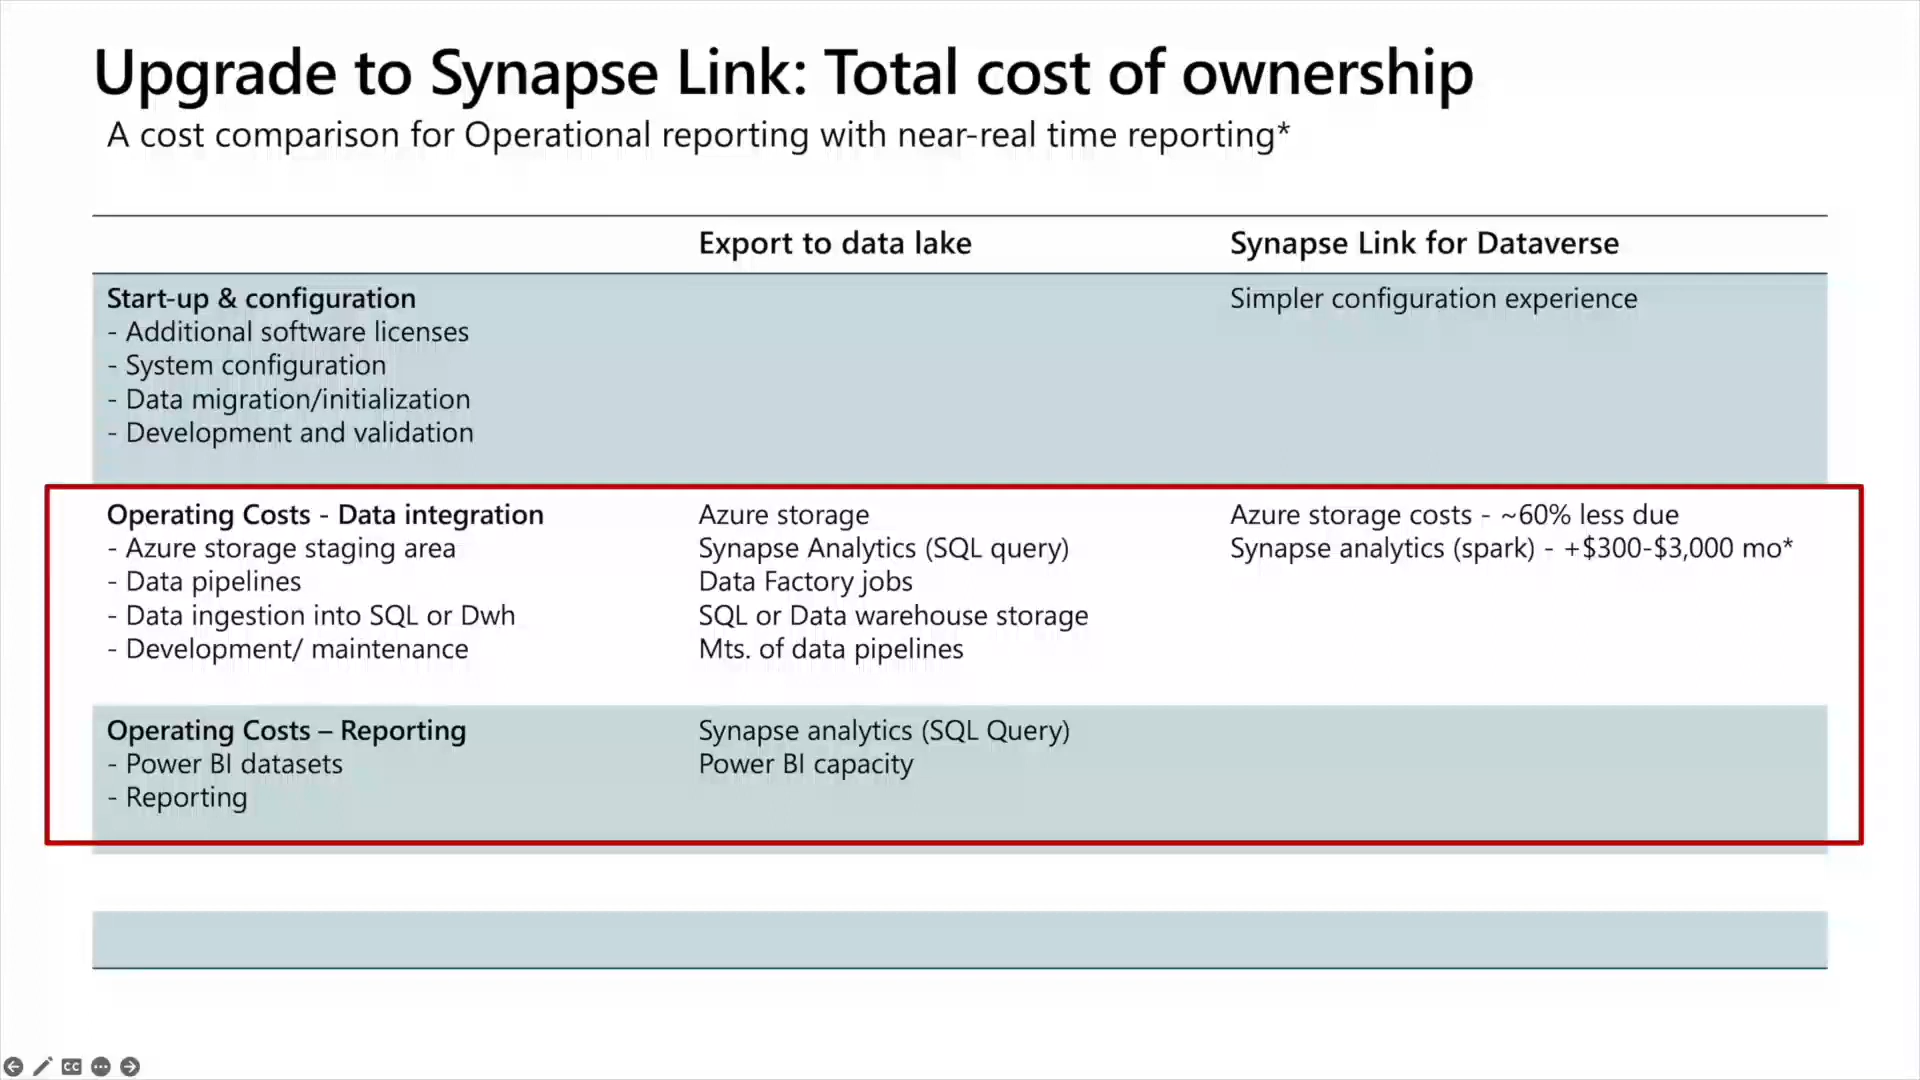 Upgrade to Synapse Link: Total cost of ownership
A cost comparison for Operational reporting with near-real time reporting*
Export to data lake
Synapse Link for Dataverse
Start-up & configuration
- Additional software licenses
- System configuration
- Data migration/initialization
- Development and validation
Simpler configuration experience
Operating Costs - Data integration
- Azure storage staging area
- Data pipelines
- Data ingestion into SQL or Dwh
- Development/ maintenance
Azure storage
Synapse Analytics (SQL query)
Data Factory jobs
SQL or Data warehouse storage
Mts. of data pipelines
Azure storage costs - ~60% less due
Synapse analytics (spark) - +$300-$3,000 mo*
Operating Costs – Reporting
- Power BI datasets
- Reporting
Synapse analytics (SQL Query)
Power BI capacity
CC